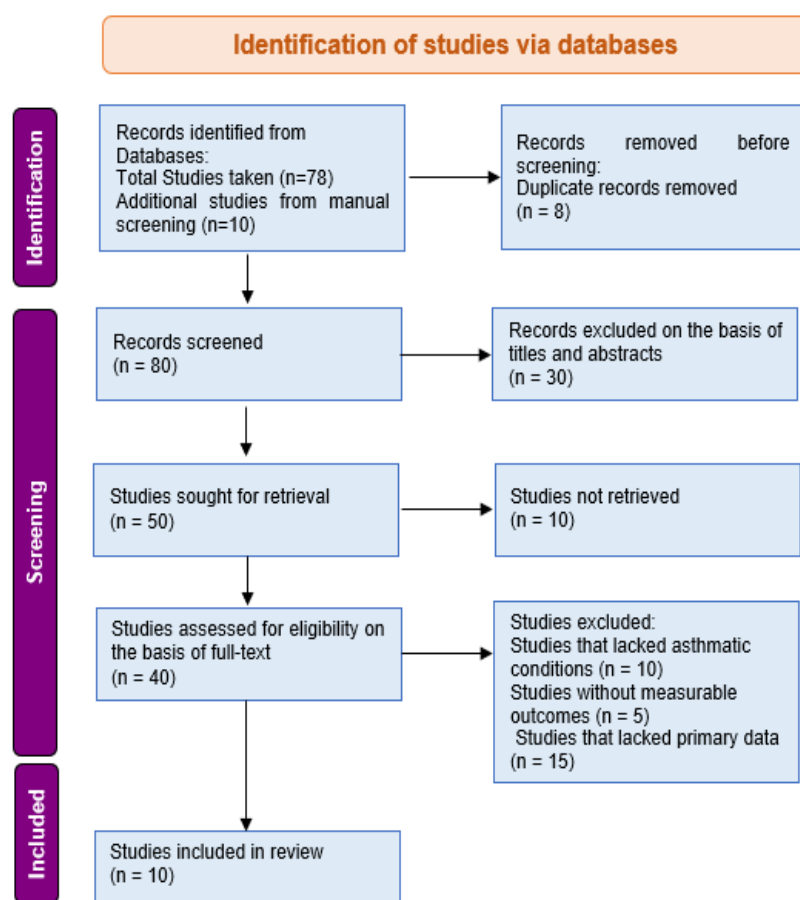 Identification of studies via databases
Identification
Records identified from
Databases:
Total Studies taken (n=78)
Additional studies from manual
screening (n=10)
Records removed before
screening:
Duplicate records removed
(n = 8)
Screening
Records screened
(n = 80)
Records excluded on the basis of
titles and abstracts
(n = 30)
Studies sought for retrieval
(n = 50)
Studies not retrieved
(n = 10)
Studies assessed for eligibility on
the basis of full-text
(n = 40)
Studies excluded:
Studies that lacked asthmatic
conditions (n = 10)
Studies without measurable
outcomes (n = 5)
Studies that lacked primary data
(n = 15)
Included
Studies included in review
(n = 10)